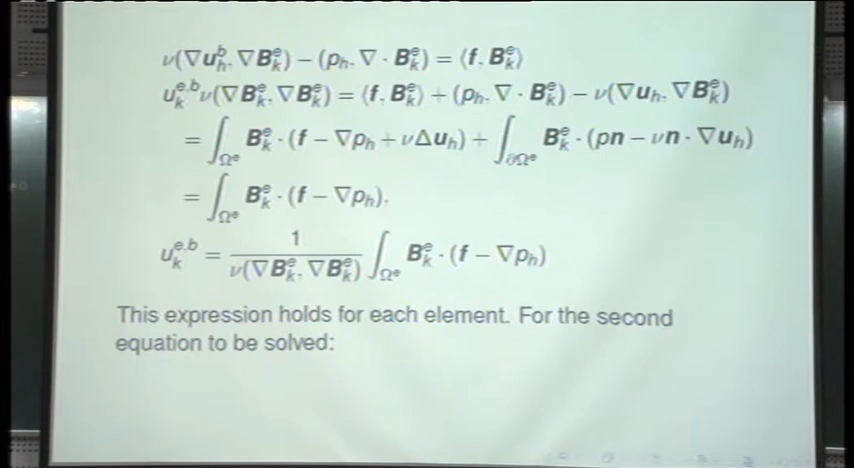 ν(∇u_h^b, ∇B_k^e) − (p_h, ∇ · B_k^e) = ⟨f, B_k^e⟩
u_k^{e,b} ν(∇B_k^e, ∇B_k^e) = ⟨f, B_k^e⟩ + (p_h, ∇ · B_k^e) − ν(∇u_h, ∇B_k^e)
= ∫_{Ω^e} B_k^e · (f − ∇p_h + νΔu_h) + ∫_{∂Ω^e} B_k^e · (pn − νn · ∇u_h)
= ∫_{Ω^e} B_k^e · (f − ∇p_h),
u_k^{e,b} = 1 / ν(∇B_k^e, ∇B_k^e) ∫_{Ω^e} B_k^e · (f − ∇p_h)
This expression holds for each element. For the second
equation to be solved: